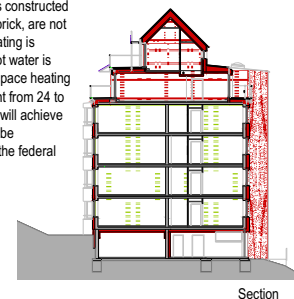 s constructed
brick, are not
ating is
ot water is
pace heating
nt from 24 to
will achieve
be
the federal
Section